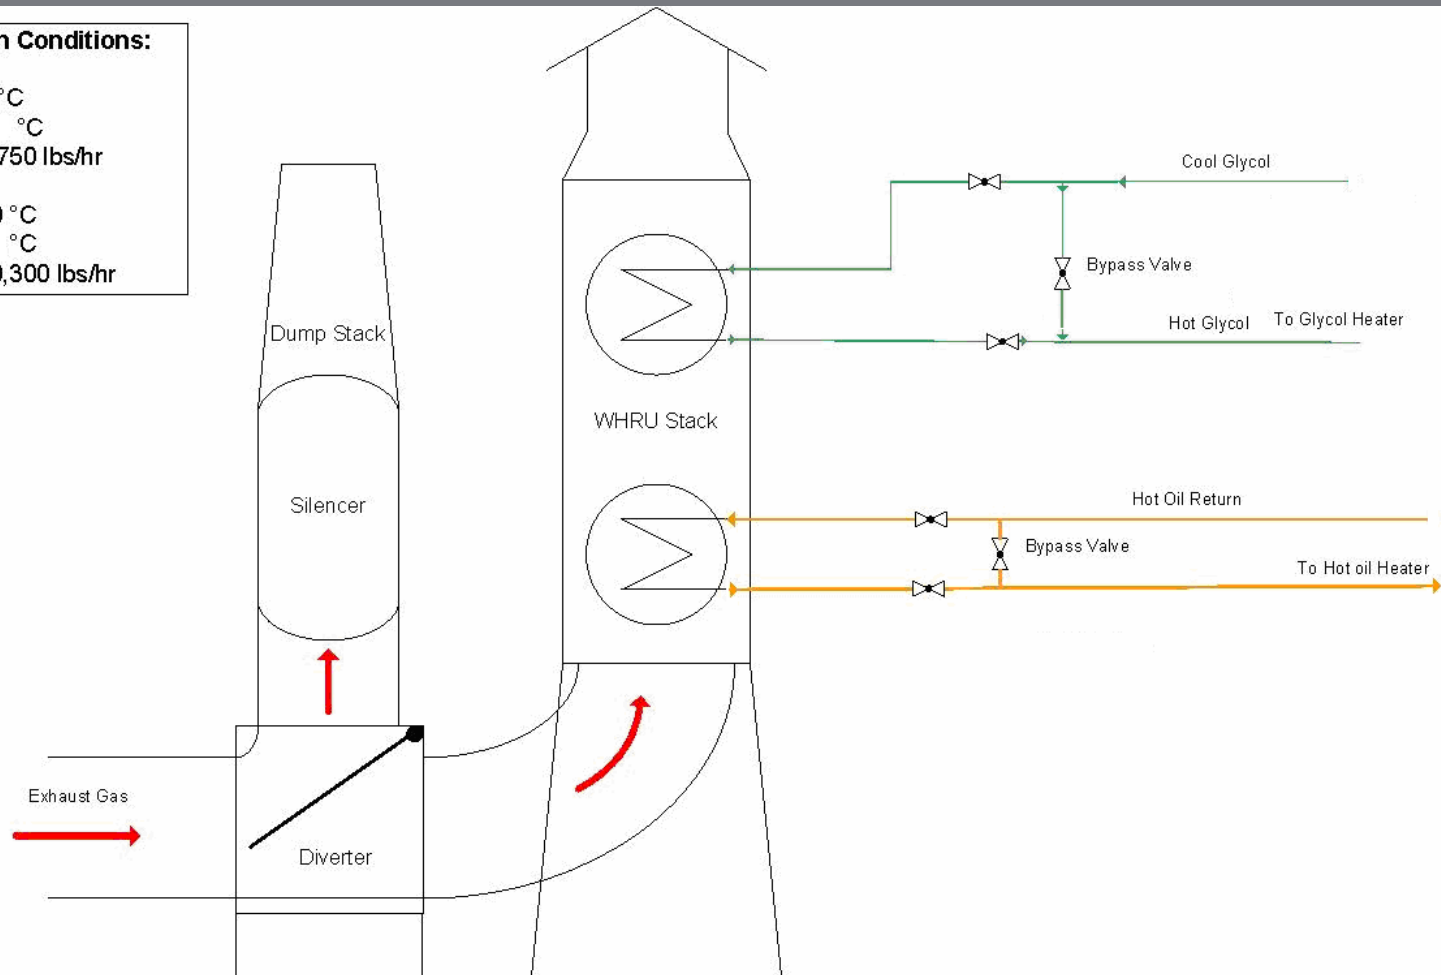 n Conditions:
°C
°C
750 lbs/hr
°C
°C
,300 lbs/hr
Dump Stack
Silencer
Exhaust Gas
Diverter
WHRU Stack
Cool Glycol
Bypass Valve
Hot Glycol
To Glycol Heater
Hot Oil Return
Bypass Valve
To Hot oil Heater